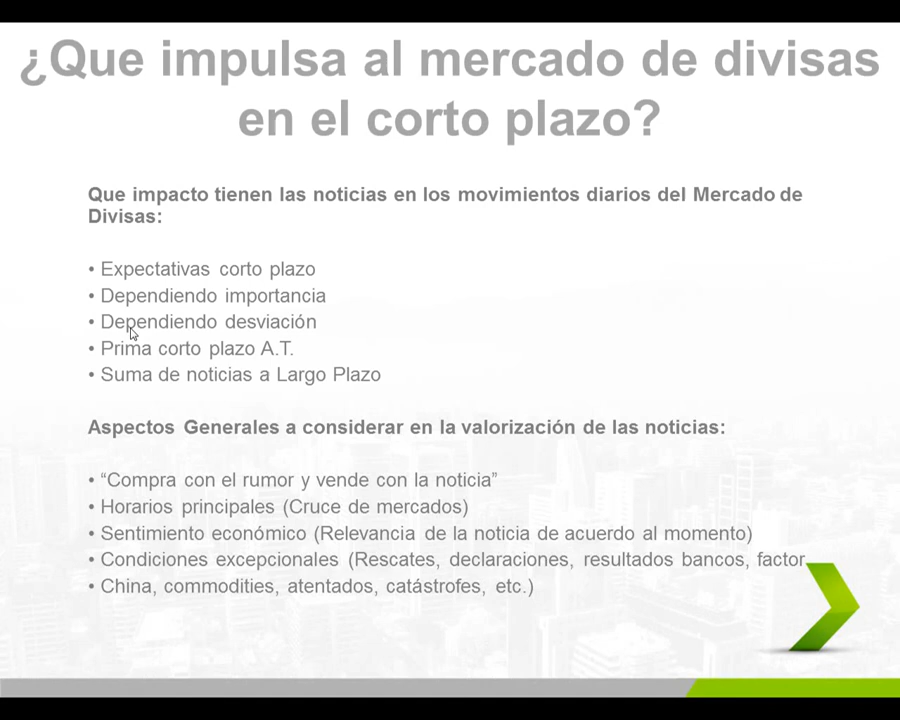 ¿Que impulsa al mercado de divisas
en el corto plazo?
Que impacto tienen las noticias en los movimientos diarios del Mercado de
Divisas:
• Expectativas corto plazo
• Dependiendo importancia
• Dependiendo desviación
• Prima corto plazo A.T.
• Suma de noticias a Largo Plazo
Aspectos Generales a considerar en la valorización de las noticias:
• “Compra con el rumor y vende con la noticia”
• Horarios principales (Cruce de mercados)
• Sentimiento económico (Relevancia de la noticia de acuerdo al momento)
• Condiciones excepcionales (Rescates, declaraciones, resultados bancos, factor
• China, commodities, atentados, catástrofes, etc.)